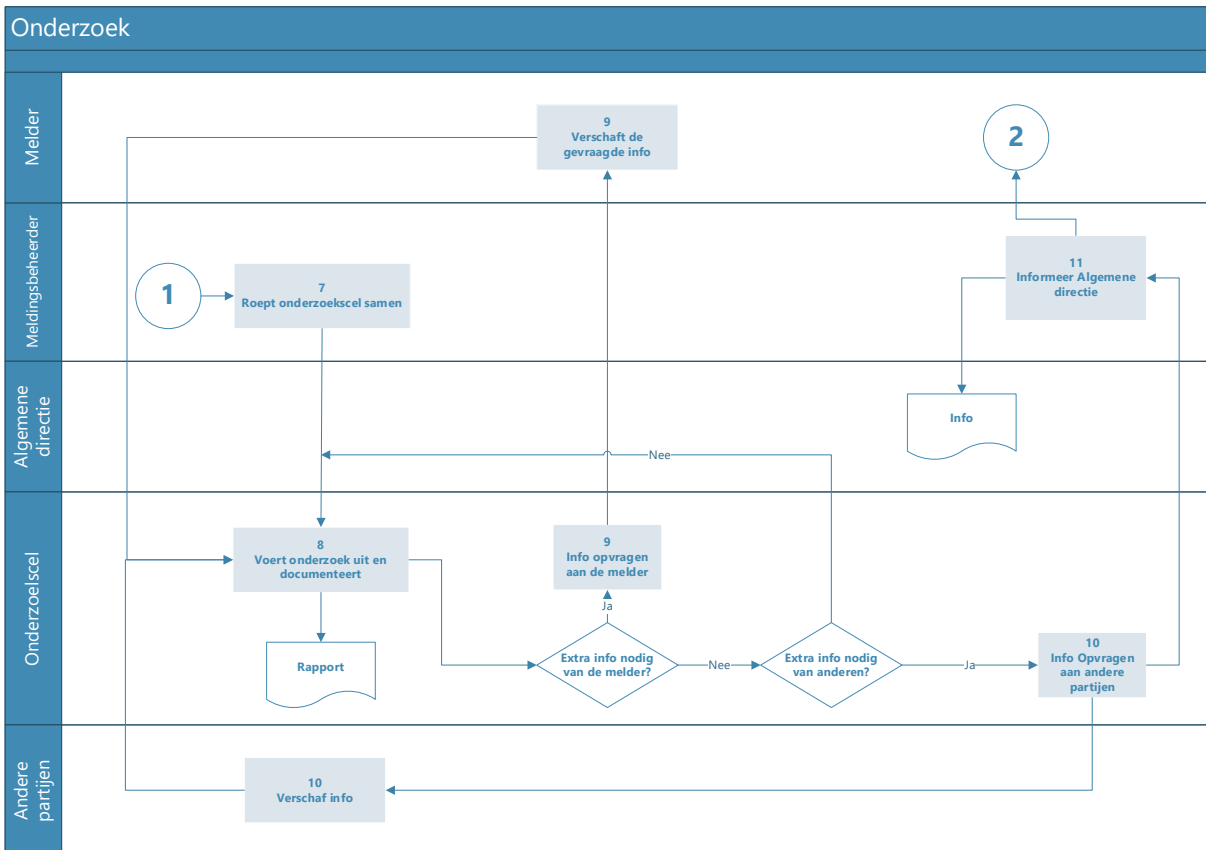 Onderzoek
Melder
9
Verschaft de
gevraagde info
2
Meldingsbeheerder
1
7
Roept onderzoekscel samen
11
Informeer Algemene
directie
Algemene
directie
Info
Nee
Onderzoelscel
8
Voert onderzoek uit en
documenteert
9
Info opvragen
aan de melder
Ja
Rapport
Extra info nodig
van de melder?
Nee
Extra info nodig
van anderen?
Ja
10
Info Opvragen
aan andere
partijen
Andere
partijen
10
Verschaf info